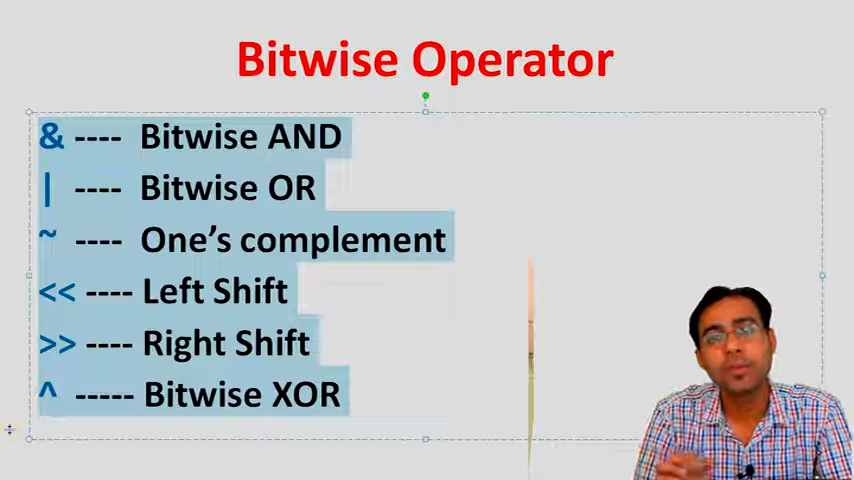 Bitwise Operator
& ---- Bitwise AND
| ---- Bitwise OR
~ ---- One’s complement
<< ---- Left Shift
>> ---- Right Shift
^ ----- Bitwise XOR